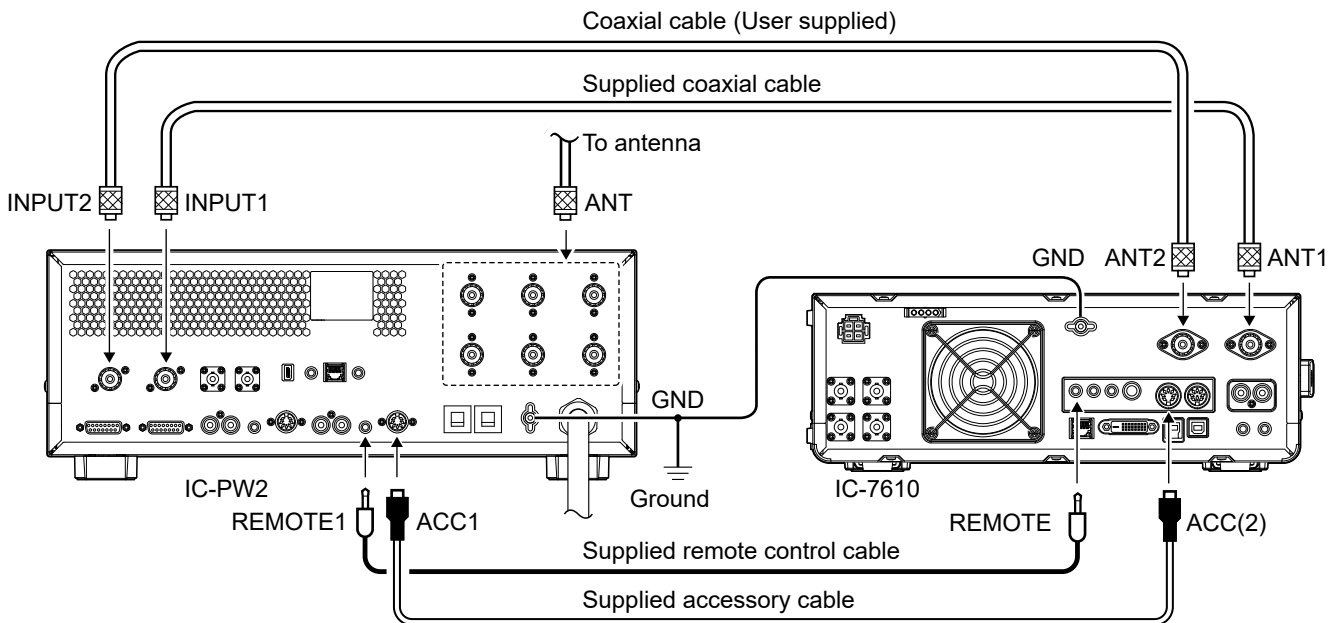 Coaxial cable (User supplied)
Supplied coaxial cable
To antenna
INPUT2
INPUT1
ANT
GND
ANT2
ANT1
GND
Ground
IC-PW2
IC-7610
REMOTE1
ACC1
REMOTE
ACC(2)
Supplied remote control cable
Supplied accessory cable